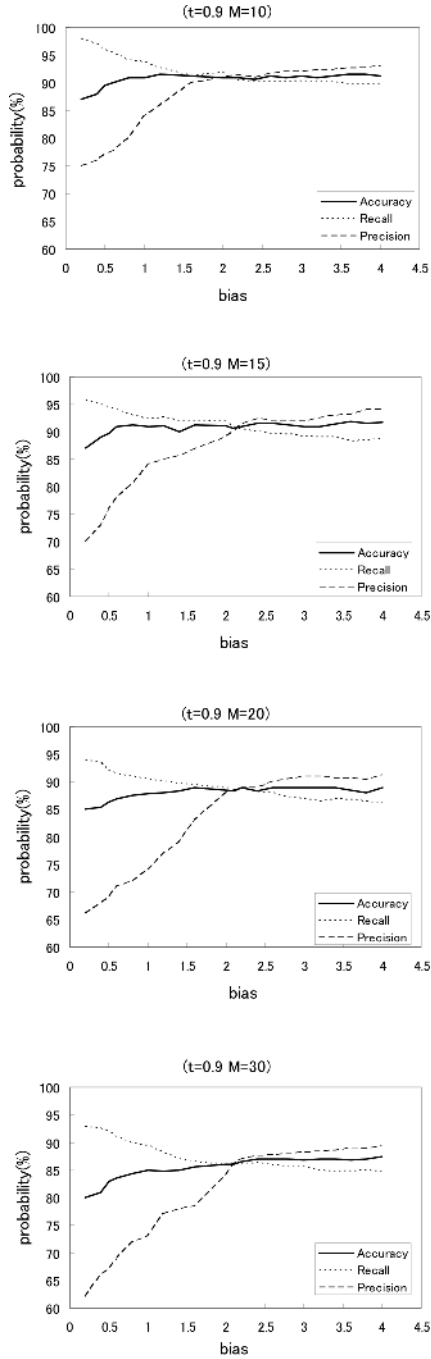 (t=0.9 M=10)
100
95
90
85
80
75
70
65
60
probability(%)
Accuracy
Recall
Precision
0 0.5 1 1.5 2 2.5 3 3.5 4 4.5
bias
(t=0.9 M=15)
100
95
90
85
80
75
70
65
60
probability(%)
Accuracy
Recall
Precision
0 0.5 1 1.5 2 2.5 3 3.5 4 4.5
bias
(t=0.9 M=20)
100
95
90
85
80
75
70
65
60
probability(%)
Accuracy
Recall
Precision
0 0.5 1 1.5 2 2.5 3 3.5 4 4.5
bias
(t=0.9 M=30)
100
95
90
85
80
75
70
65
60
probability(%)
Accuracy
Recall
Precision
0 0.5 1 1.5 2 2.5 3 3.5 4 4.5
bias